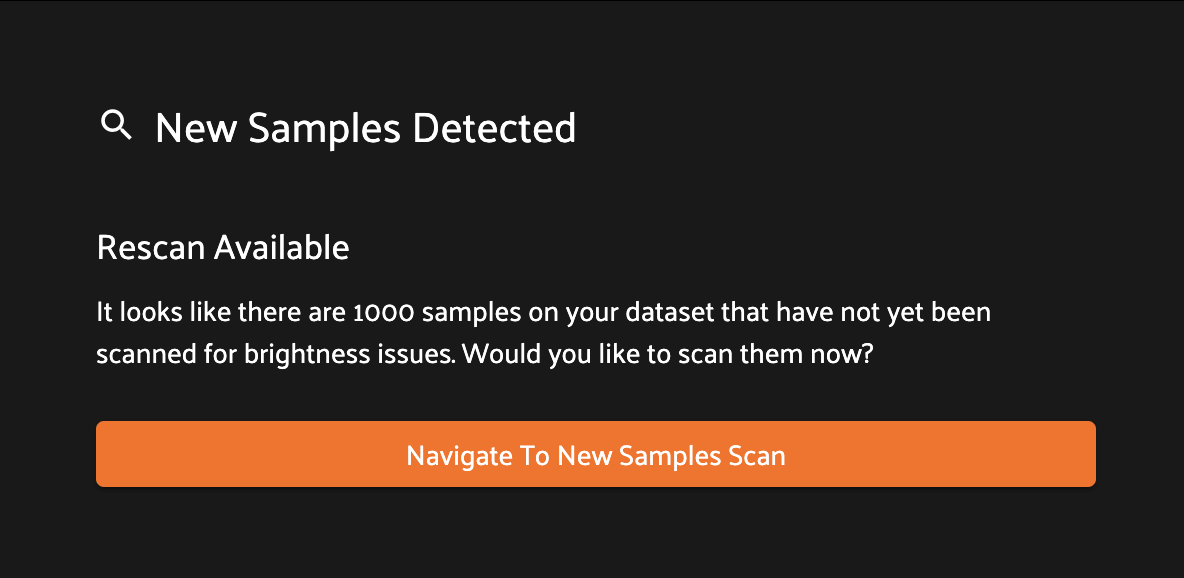 New Samples Detected
Rescan Available
It looks like there are 1000 samples on your dataset that have not yet been
scanned for brightness issues. Would you like to scan them now?
Navigate To New Samples Scan